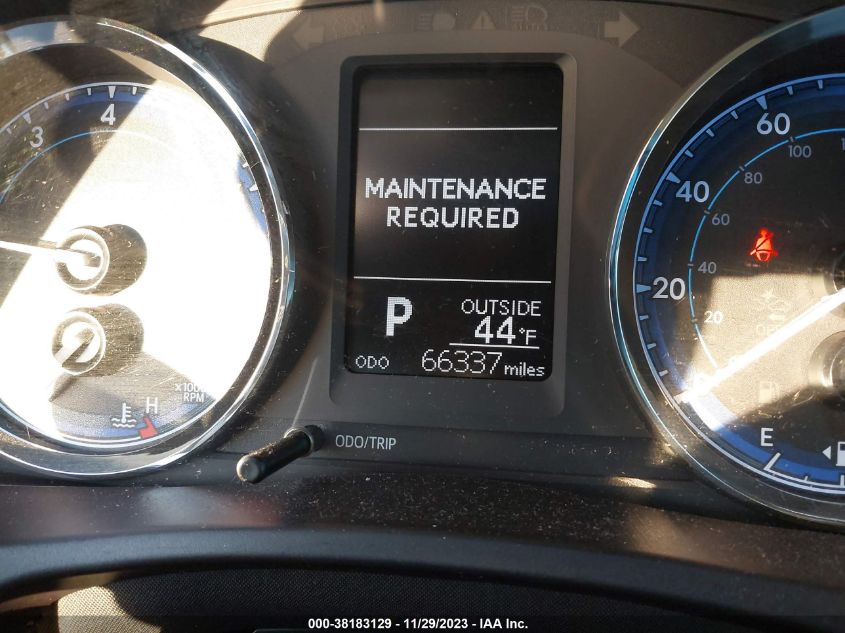 3
4
MAINTENANCE
REQUIRED
P
OUTSIDE
44°F
ODO 66337 miles
H
RPM
ODO/TRIP
20
40
60
20
40
60
80
100
E
000-38183129 - 11/29/2023 - IAA Inc.